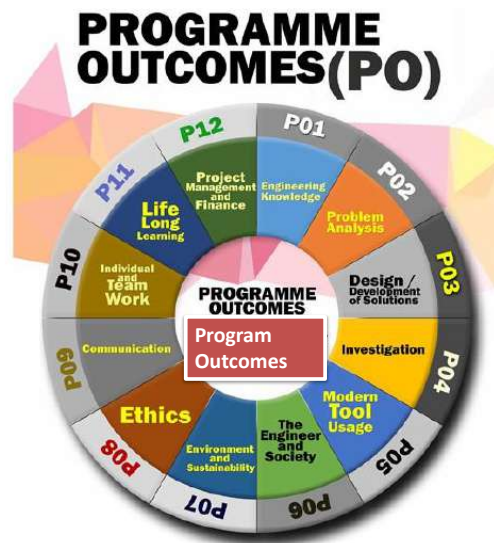 PROGRAMME
OUTCOMES(PO)
P01
Engineering
Knowledge
P02
Problem
Analysis
P03
Design /
Development
of Solutions
P04
Investigation
P05
Modern
Tool
Usage
P06
The
Engineer
and
Society
P07
Environment
and
Sustainability
P08
Ethics
P09
Communication
P10
Individual
and
Team
Work
P11
Life
Long
Learning
P12
Project
Management
and
Finance
PROGRAMME
OUTCOMES
Program
Outcomes